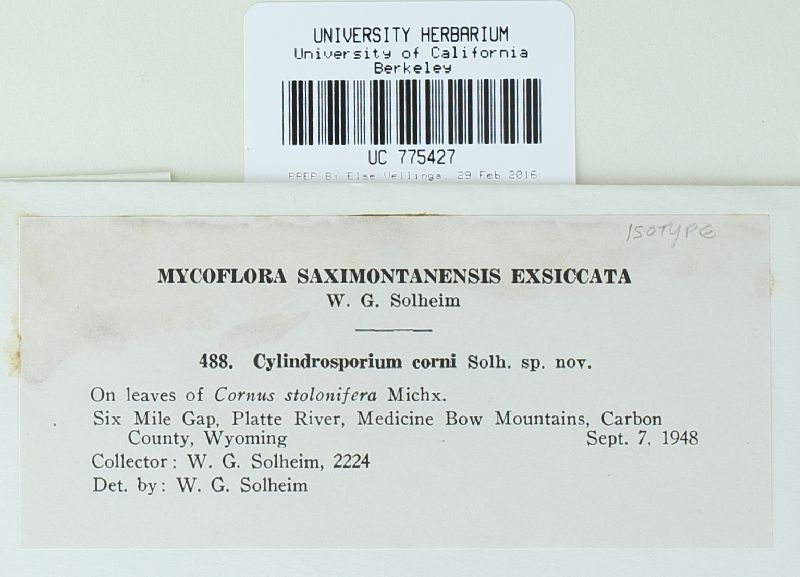 UNIVERSITY HERBARIUM
University of California
Berkeley
UC 775427
PREP By Else Vellinga, 29 Feb 2016
ISOTYPE
MYCOFLORA SAXIMONTANENSIS EXSICCATA
W. G. Solheim
488. Cylindrosporium corni Solh. sp. nov.
On leaves of Cornus stolonifera Michx.
Six Mile Gap, Platte River, Medicine Bow Mountains, Carbon
County, Wyoming Sept. 7, 1948
Collector: W. G. Solheim, 2224
Det. by: W. G. Solheim